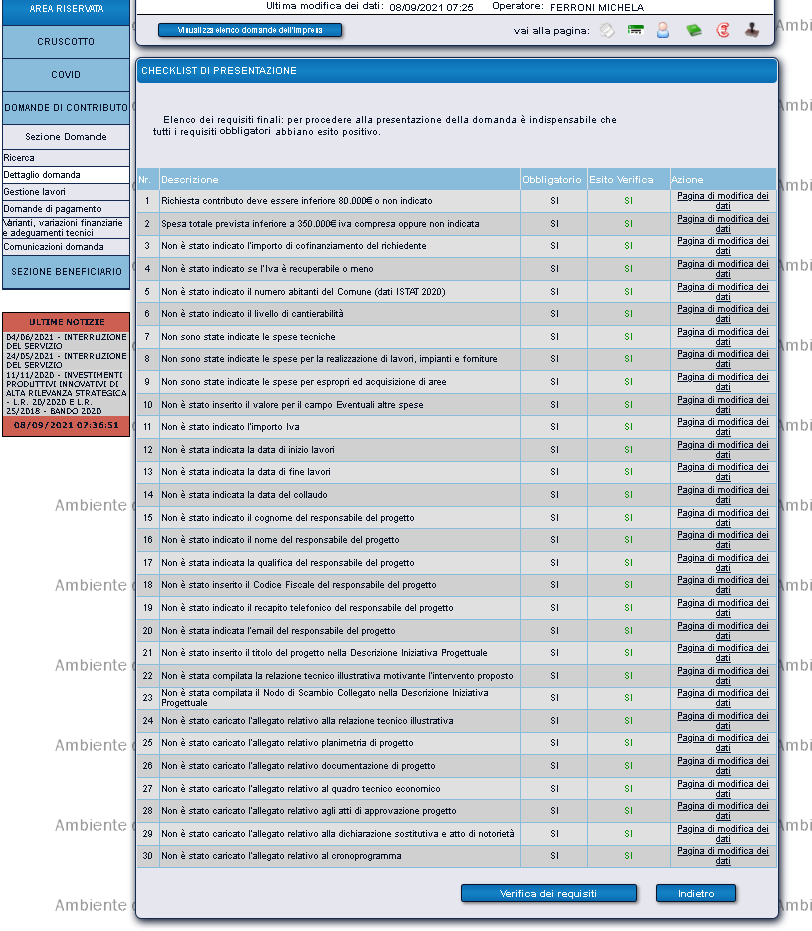 AREA RISERVATA
CRUSCOTTO
COVID
DOMANDE DI CONTRIBUTO
Sezione Domande
Ricerca
Dettaglio domanda
Gestione lavori
Domande di pagamento
Varianti, variazioni finanziarie
e adeguamenti tecnici
Comunicazioni domanda
SEZIONE BENEFICIARIO
ULTIME NOTIZIE
04/06/2021 - INTERRUZIONE
DEL SERVIZIO
24/05/2021 - INTERRUZIONE
DEL SERVIZIO
11/11/2020 - INVESTIMENTI
PRODUTTIVI INNOVATIVI DI
ALTA RILEVANZA STRATEGICA
- L.R. 20/2020 E L.R.
25/2018 - BANDO 2020
08/09/2021 07:36:51
Ultima modifica dei dati: 08/09/2021 07:25 Operatore: FERRONI MICHELA
Visualizza elenco domande dell'impresa
vai alla pagina:
CHECKLIST DI PRESENTAZIONE
Elenco dei requisiti finali: per procedere alla presentazione della domanda è indispensabile che
tutti i requisiti obbligatori abbiano esito positivo.
Nr. Descrizione Obbligatorio Esito Verifica Azione
1 Richiesta contributo deve essere inferiore 80.000€ o non indicato SI SI Pagina di modifica dei
dati
2 Spesa totale prevista inferiore a 350.000€ iva compresa oppure non indicata SI SI Pagina di modifica dei
dati
3 Non è stato indicato l'importo di cofinanziamento del richiedente SI SI Pagina di modifica dei
dati
4 Non è stato indicato se l'Iva è recuperabile o meno SI SI Pagina di modifica dei
dati
5 Non è stato indicato il numero abitanti del Comune (dati ISTAT 2020) SI SI Pagina di modifica dei
dati
6 Non è stato indicato il livello di cantierabilità SI SI Pagina di modifica dei
dati
7 Non sono state indicate le spese tecniche SI SI Pagina di modifica dei
dati
8 Non sono state indicate le spese per la realizzazione di lavori, impianti e forniture SI SI Pagina di modifica dei
dati
9 Non sono state indicate le spese per espropri ed acquisizione di aree SI SI Pagina di modifica dei
dati
10 Non è stato inserito il valore per il campo Eventuali altre spese SI SI Pagina di modifica dei
dati
11 Non è stato indicato l'importo Iva SI SI Pagina di modifica dei
dati
12 Non è stata indicata la data di inizio lavori SI SI Pagina di modifica dei
dati
13 Non è stata indicata la data di fine lavori SI SI Pagina di modifica dei
dati
14 Non è stata indicata la data del collaudo SI SI Pagina di modifica dei
dati
15 Non è stato indicato il cognome del responsabile del progetto SI SI Pagina di modifica dei
dati
16 Non è stato indicato il nome del responsabile del progetto SI SI Pagina di modifica dei
dati
17 Non è stata indicata la qualifica del responsabile del progetto SI SI Pagina di modifica dei
dati
18 Non è stato inserito il Codice Fiscale del responsabile del progetto SI SI Pagina di modifica dei
dati
19 Non è stato indicato il recapito telefonico del responsabile del progetto SI SI Pagina di modifica dei
dati
20 Non è stata indicata l'email del responsabile del progetto SI SI Pagina di modifica dei
dati
21 Non è stato inserito il titolo del progetto nella Descrizione Iniziativa Progettuale SI SI Pagina di modifica dei
dati
22 Non è stata compilata la relazione tecnico illustrativa motivante l'intervento proposto SI SI Pagina di modifica dei
dati
23 Non è stata compilata il Nodo di Scambio Collegato nella Descrizione Iniziativa
Progettuale SI SI Pagina di modifica dei
dati
24 Non è stato caricato l'allegato relativo alla relazione tecnico illustrativa SI SI Pagina di modifica dei
dati
25 Non è stato caricato l'allegato relativo planimetria di progetto SI SI Pagina di modifica dei
dati
26 Non è stato caricato l'allegato relativo documentazione di progetto SI SI Pagina di modifica dei
dati
27 Non è stato caricato l'allegato relativo al quadro tecnico economico SI SI Pagina di modifica dei
dati
28 Non è stato caricato l'allegato relativo agli atti di approvazione progetto SI SI Pagina di modifica dei
dati
29 Non è stato caricato l'allegato relativo alla dichiarazione sostitutiva e atto di notorietà SI SI Pagina di modifica dei
dati
30 Non è stato caricato l'allegato relativo al cronoprogramma SI SI Pagina di modifica dei
dati
Verifica dei requisiti Indietro
Ambiente
Ambiente
Ambiente
Ambiente
Ambiente
Ambiente